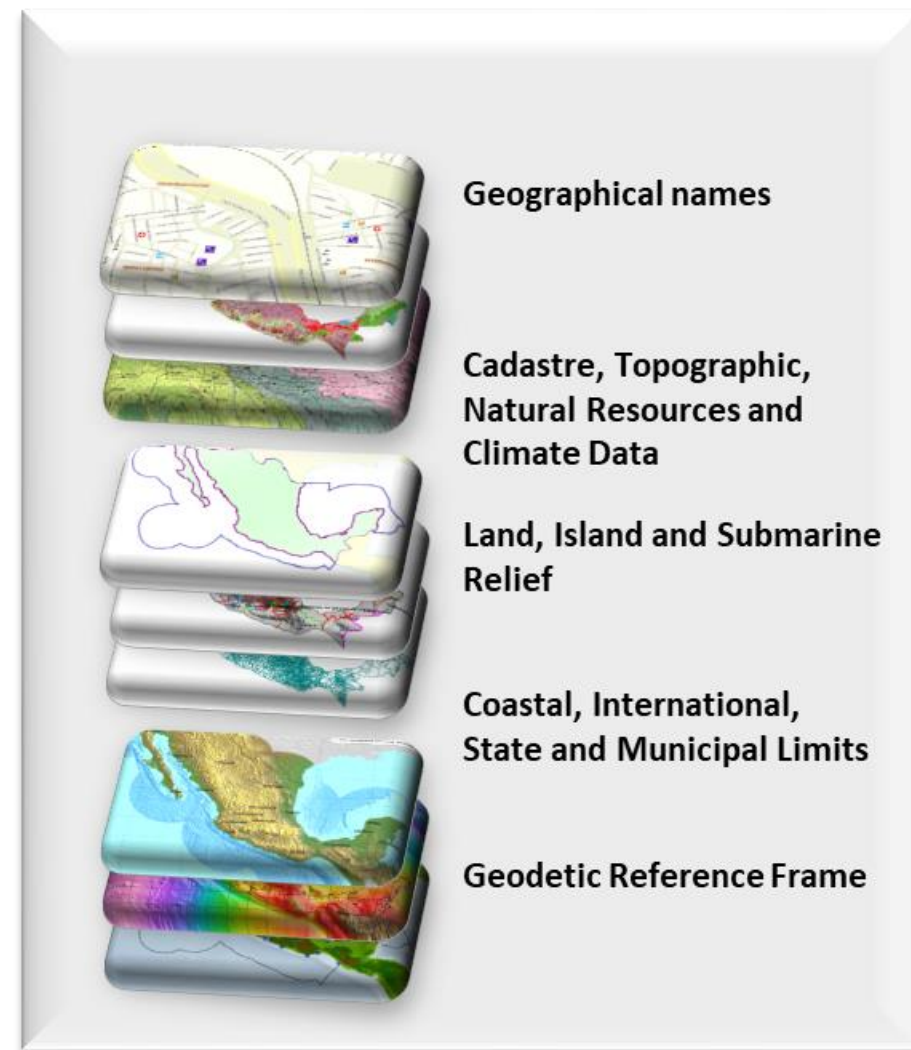 Geographical names
Cadastre, Topographic,
Natural Resources and
Climate Data
Land, Island and Submarine
Relief
Coastal, International,
State and Municipal Limits
Geodetic Reference Frame